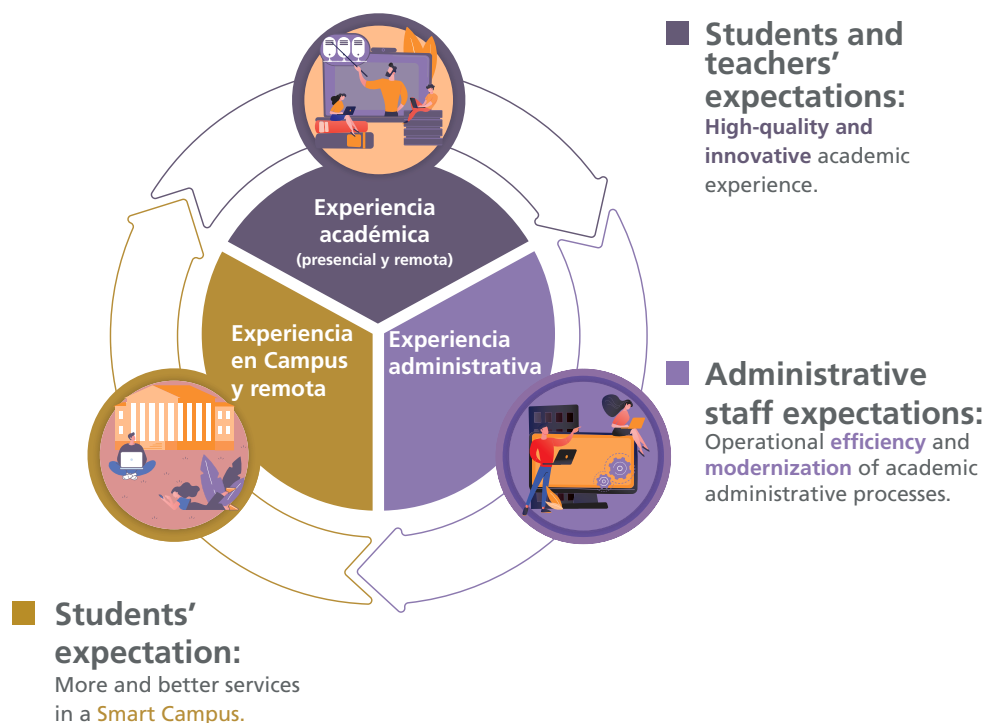 Students and
teachers’
expectations:
High-quality and
innovative academic
experience.
Experiencia
académica
(presencial y remota)
Experiencia
en Campus
y remota
Experiencia
administrativa
Administrative
staff expectations:
Operational efficiency and
modernization of academic
administrative processes.
Students’
expectation:
More and better services
in a Smart Campus.